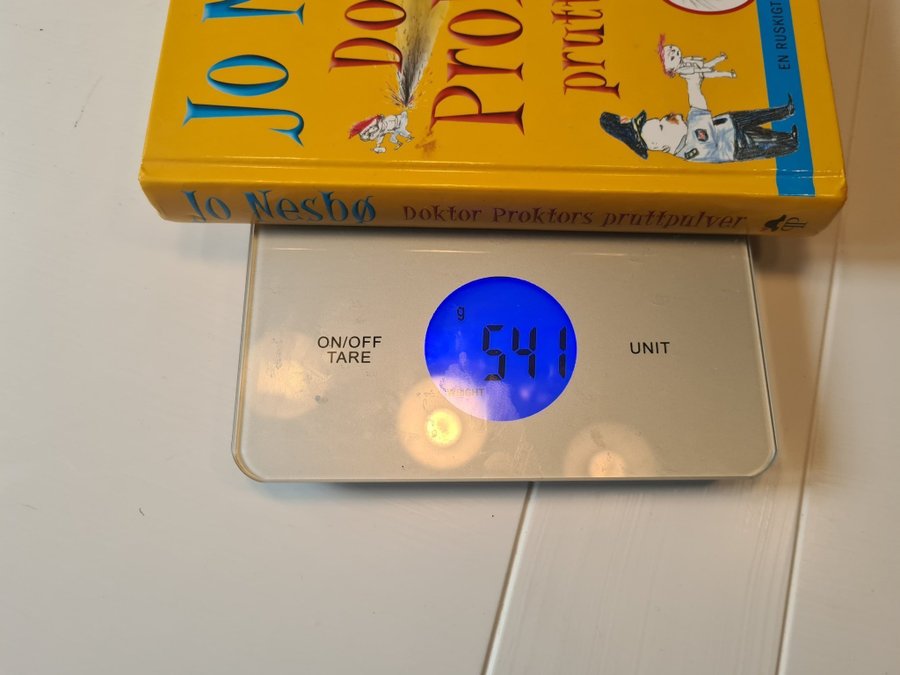 Jo N
Do
Pro
prutt
EN RUSKIGT
Jo Nesbø Doktor Proktors pruttpulver
ON/OFF
TARE
g
541
UNIT